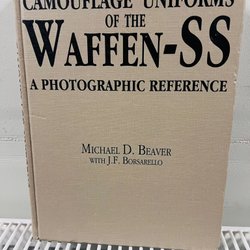 CAMOUFLAGE UNIFORMS
OF THE
WAFFEN-SS
A PHOTOGRAPHIC REFERENCE
MICHAEL D. BEAVER
WITH J.F. BORSARELLO